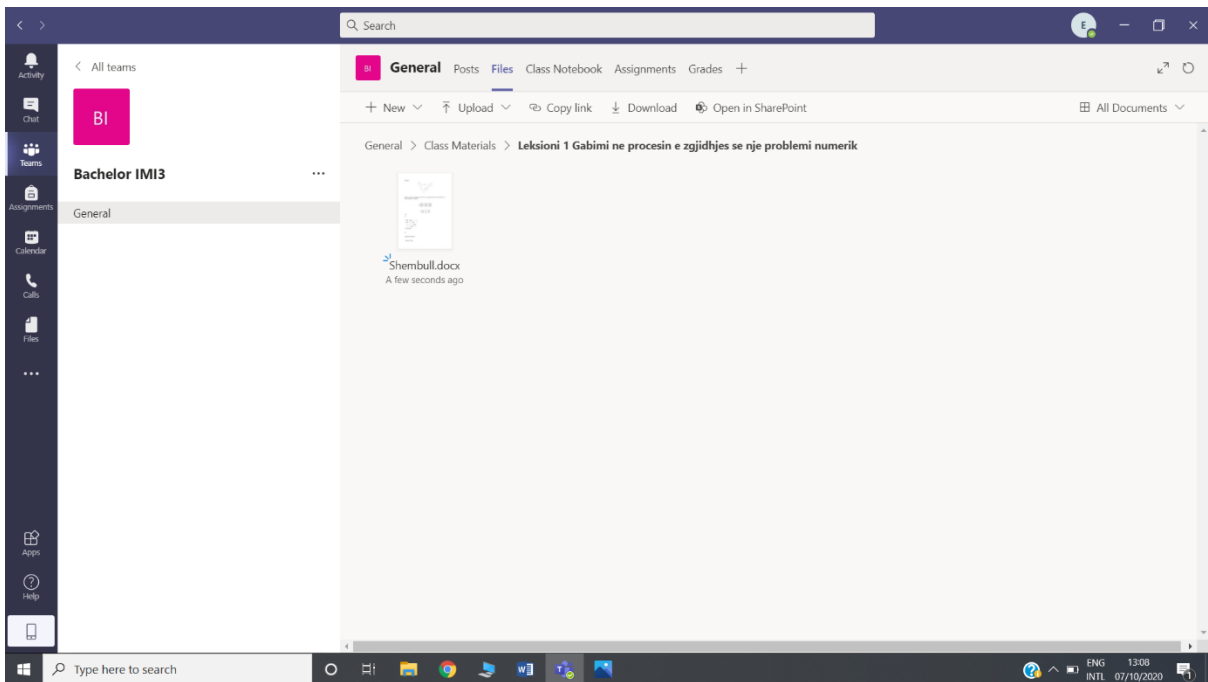 Search
E
Activity
Chat
Teams
Assignments
Calendar
Calls
Files
Apps
Help
All teams
BI
Bachelor IMI3
General
BI General Posts Files Class Notebook Assignments Grades
New Upload Copy link Download Open in SharePoint All Documents
General > Class Materials > Leksioni 1 Gabimi ne procesin e zgjidhjes se nje problemi numerik
Shembull.docx
A few seconds ago
Type here to search
ENG 13:08
INTL 07/10/2020